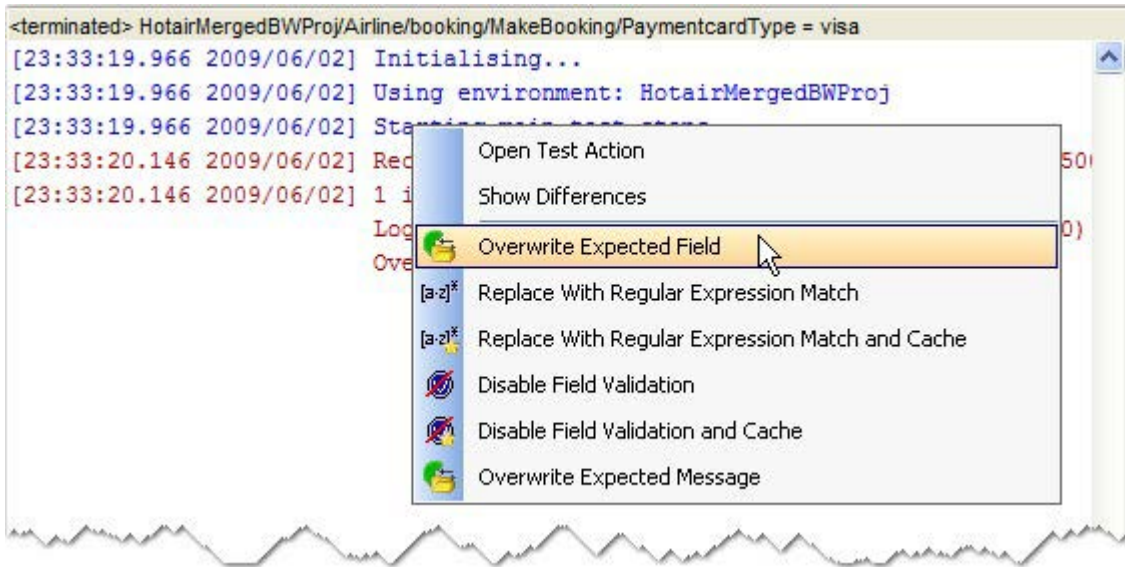 <terminated> HotairMergedBWProj/Airline/booking/MakeBooking/PaymentcardType = visa
[23:33:19.966 2009/06/02] Initialising...
[23:33:19.966 2009/06/02] Using environment: HotairMergedBWProj
[23:33:19.966 2009/06/02] Starting main test steps
[23:33:20.146 2009/06/02]
[23:33:20.146 2009/06/02] 1
Open Test Action
Show Differences
Overwrite Expected Field
[a-z]* Replace With Regular Expression Match
[a-z]* Replace With Regular Expression Match and Cache
Disable Field Validation
Disable Field Validation and Cache
Overwrite Expected Message